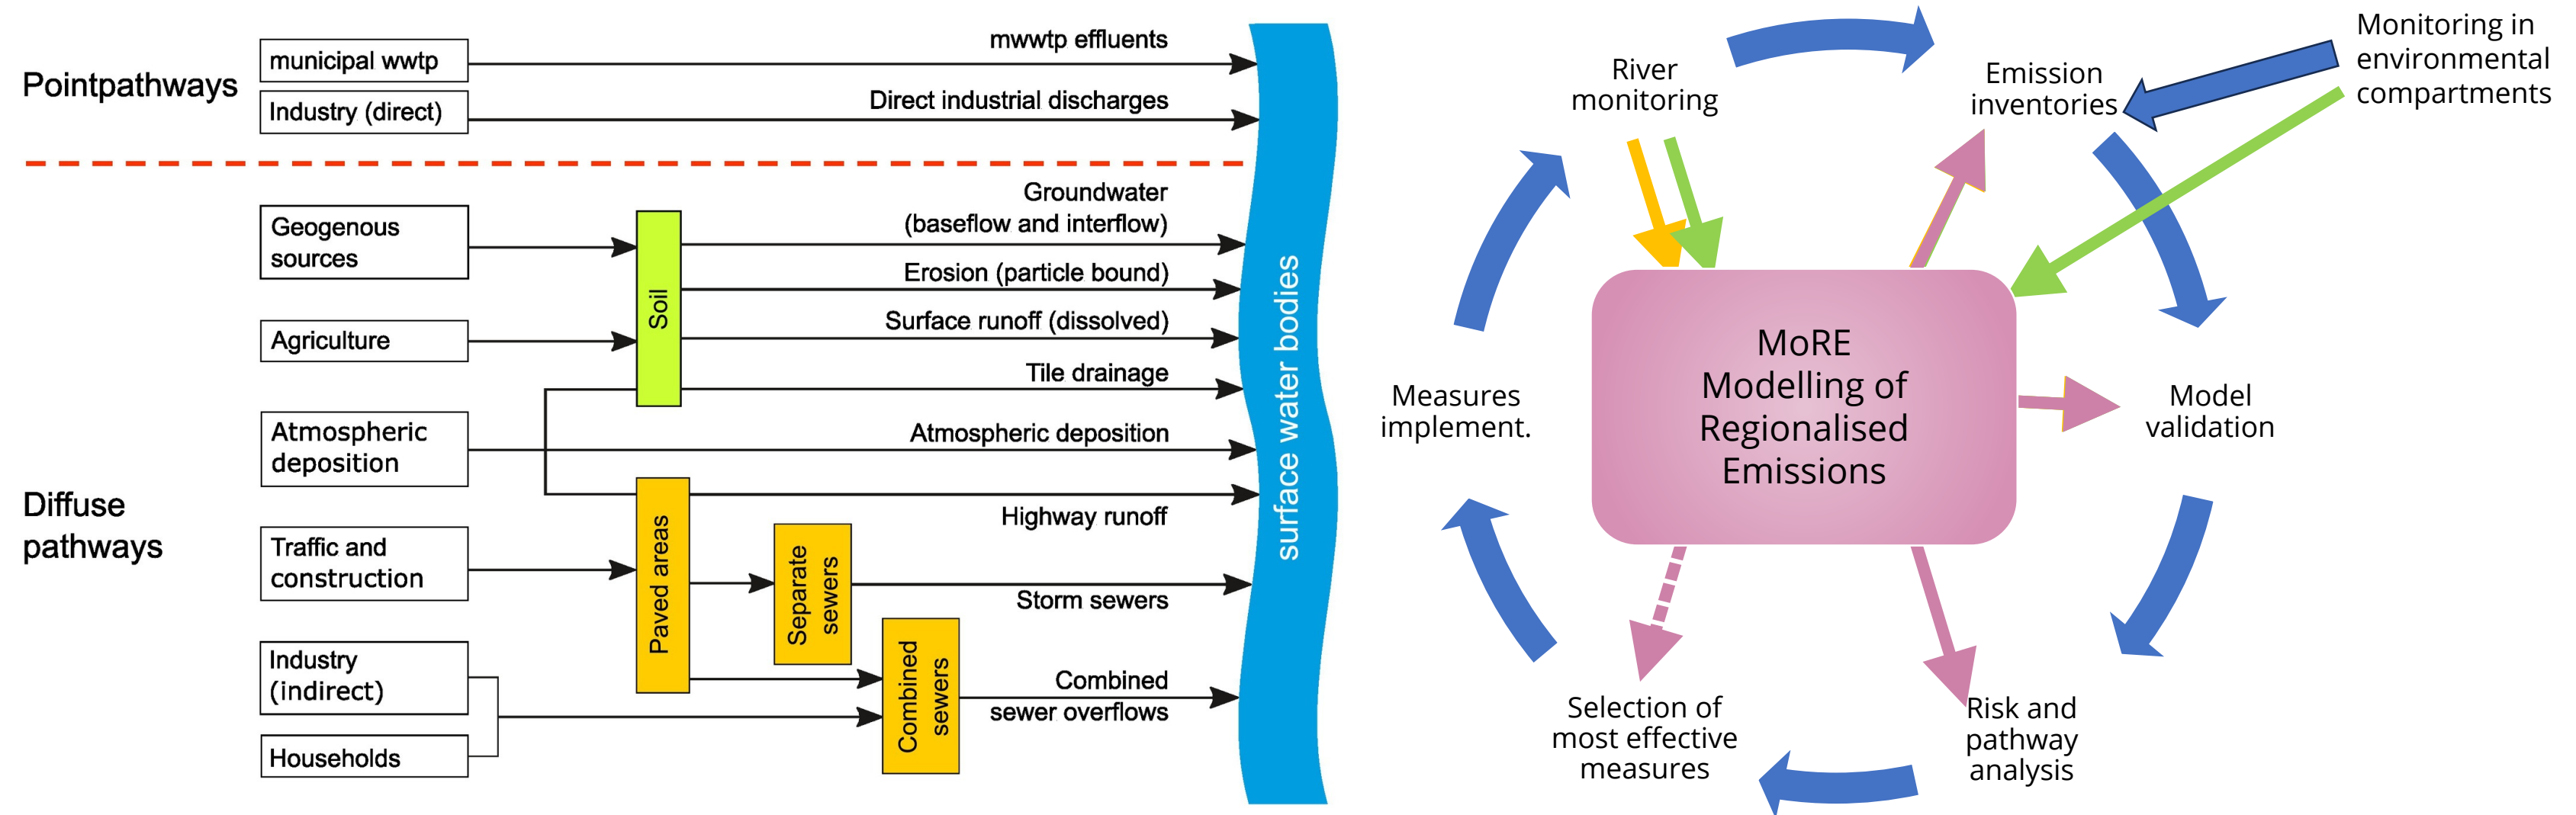 Pointpathways
municipal wwtp
mwwtp effluents
Industry (direct)
Direct industrial discharges
Diffuse
pathways
Geogenous
sources
Agriculture
Atmospheric
deposition
Traffic and
construction
Industry
(indirect)
Households
Soil
Paved areas
Separate
sewers
Combined
sewers
Groundwater
(baseflow and interflow)
Erosion (particle bound)
Surface runoff (dissolved)
Tile drainage
Atmospheric deposition
Highway runoff
Storm sewers
Combined
sewer overflows
surface water bodies
River
monitoring
Emission
inventories
Monitoring in
environmental
compartments
Measures
implement.
MoRE
Modelling of
Regionalised
Emissions
Model
validation
Selection of
most effective
measures
Risk and
pathway
analysis